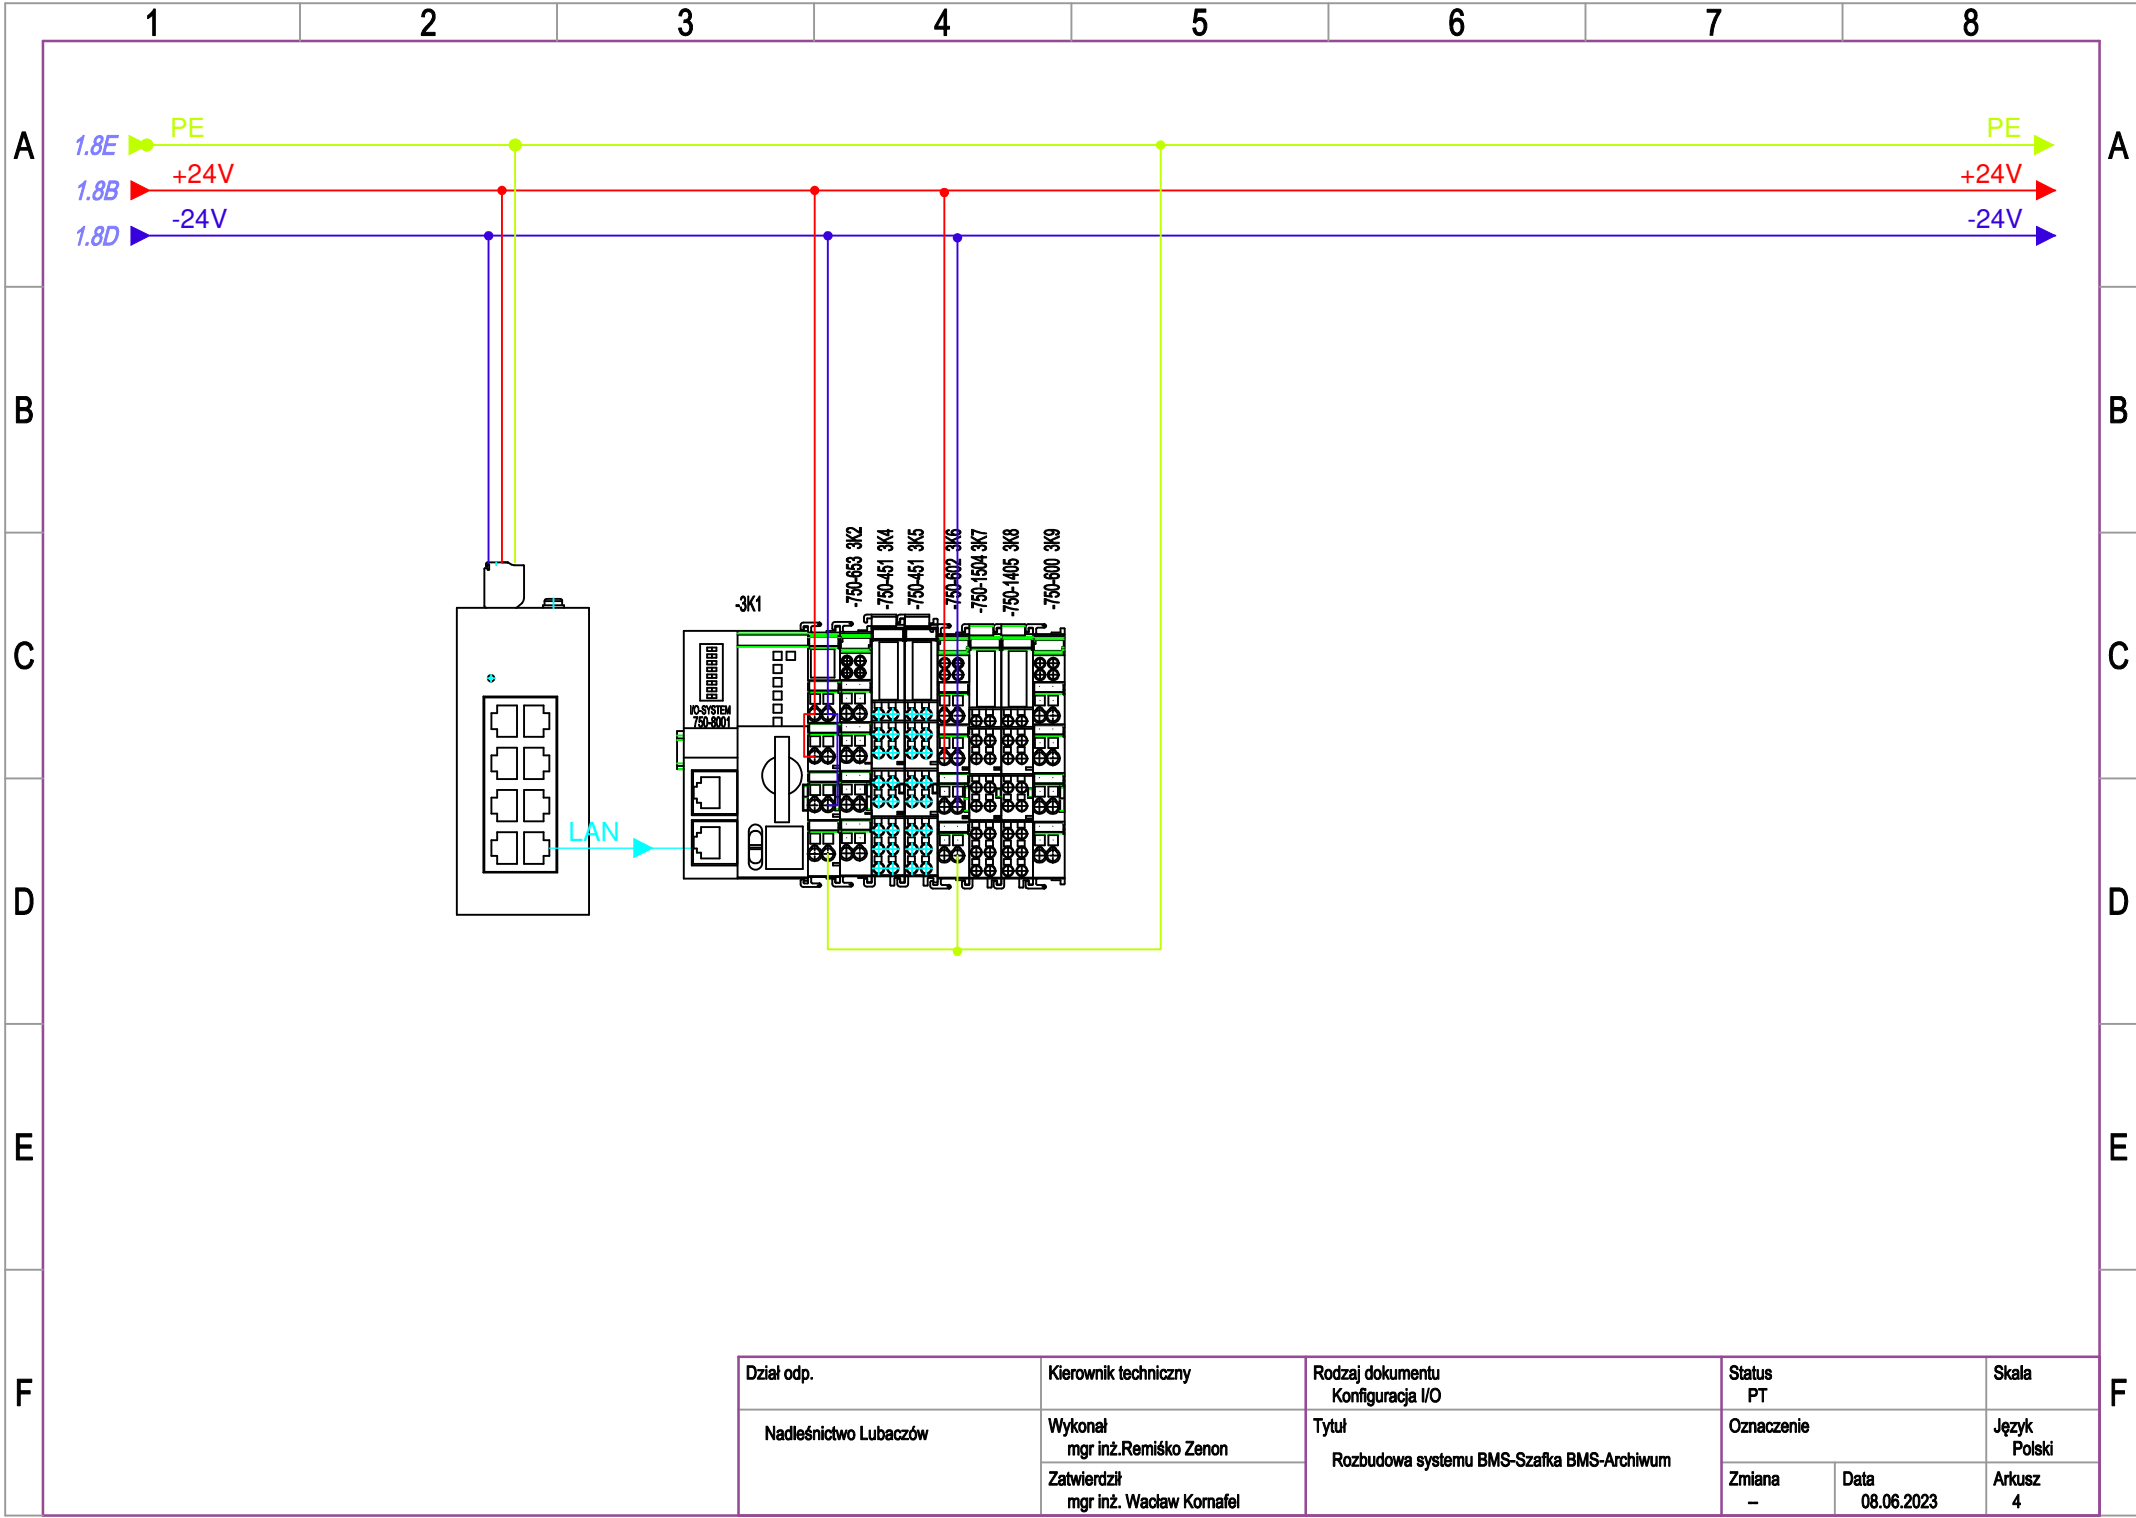 1 2 3 4 5 6 7 8
A A
1.8E PE PE
1.8B +24V +24V
1.8D -24V -24V
B B
-750-653 3K2
-750-451 3K4
-750-451 3K5
-750-602 3K6
-750-1504 3K7
-750-1405 3K8
-750-600 3K9
-3K1
C C
I/O-SYSTEM
750-8001
LAN
D D
E E
F F
Dział odp.
Nadleśnictwo Lubaczów
Kierownik techniczny
Wykonał
mgr inż.Remiśko Zenon
Zatwierdził
mgr inż. Wacław Kornafel
Rodzaj dokumentu
Konfiguracja I/O
Tytuł
Rozbudowa systemu BMS-Szafka BMS-Archiwum
Status
PT
Skala
Oznaczenie
Język
Polski
Zmiana
–
Data
08.06.2023
Arkusz
4